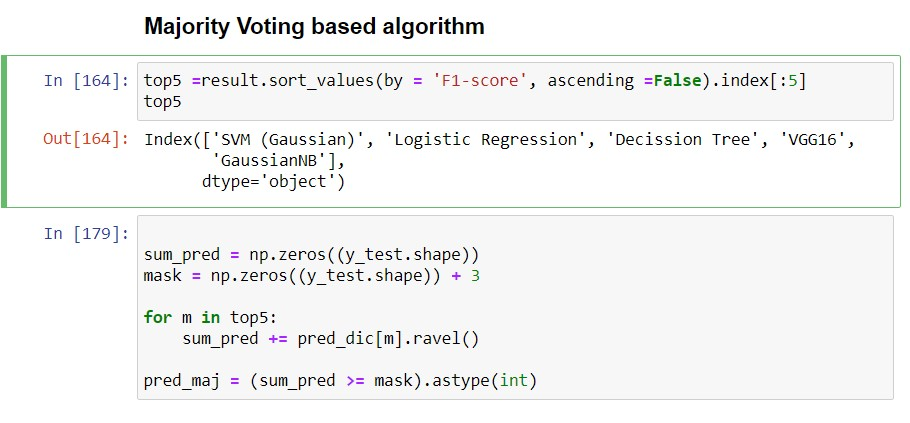 Majority Voting based algorithm
In [164]: top5 =result.sort_values(by = 'F1-score', ascending =False).index[:5]
top5
Out[164]: Index(['SVM (Gaussian)', 'Logistic Regression', 'Decission Tree', 'VGG16',
'GaussianNB'],
dtype='object')
In [179]:
sum_pred = np.zeros((y_test.shape))
mask = np.zeros((y_test.shape)) + 3
for m in top5:
sum_pred += pred_dic[m].ravel()
pred_maj = (sum_pred >= mask).astype(int)